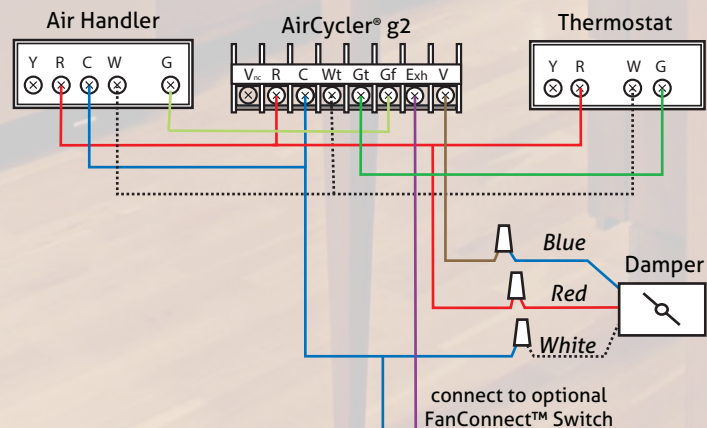 Air Handler
AirCycler® g2
Thermostat
Y R C W G
Vnc R C Wt Gt Gf Exh V
Y R W G
Blue
Damper
Red
White
connect to optional
FanConnect™ Switch